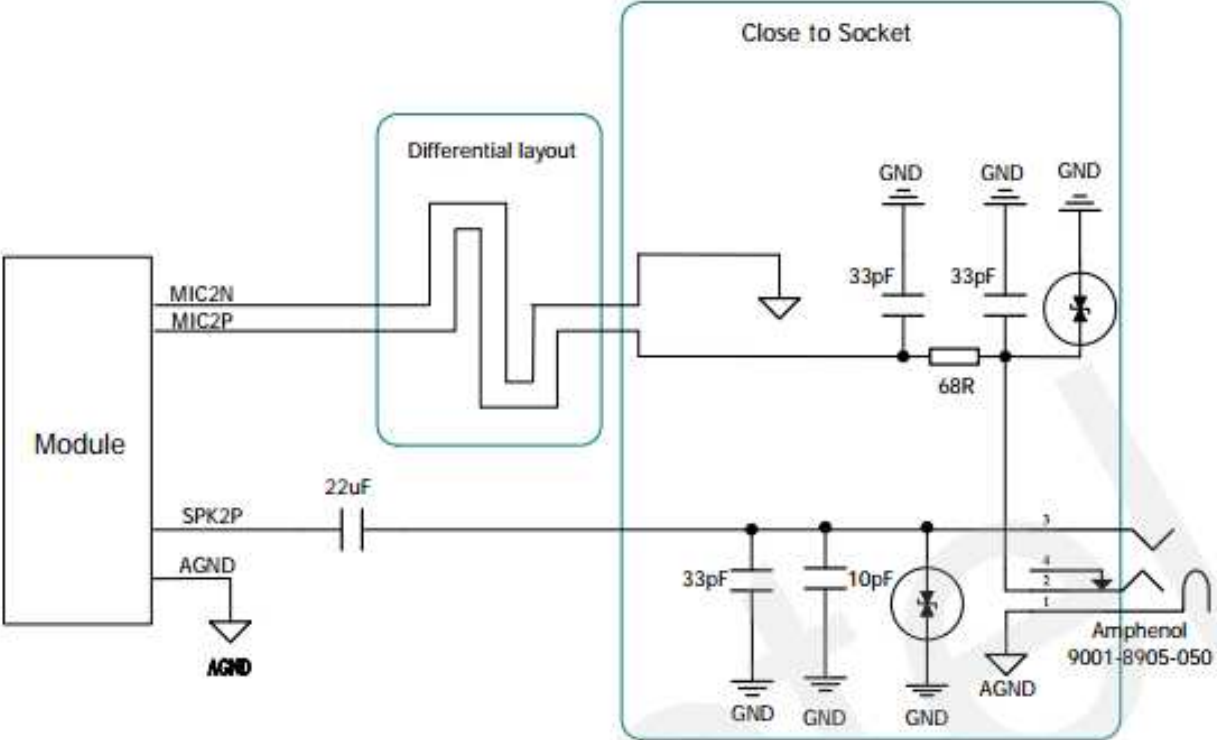 Close to Socket
Differential layout
GND
GND
GND
33pF
33pF
MIC2N
MIC2P
68R
Module
22uF
SPK2P
3
AGND
4
33pF
10pF
2
1
Amphenol
9001-8905-050
AGND
AGND
GND
GND
GND